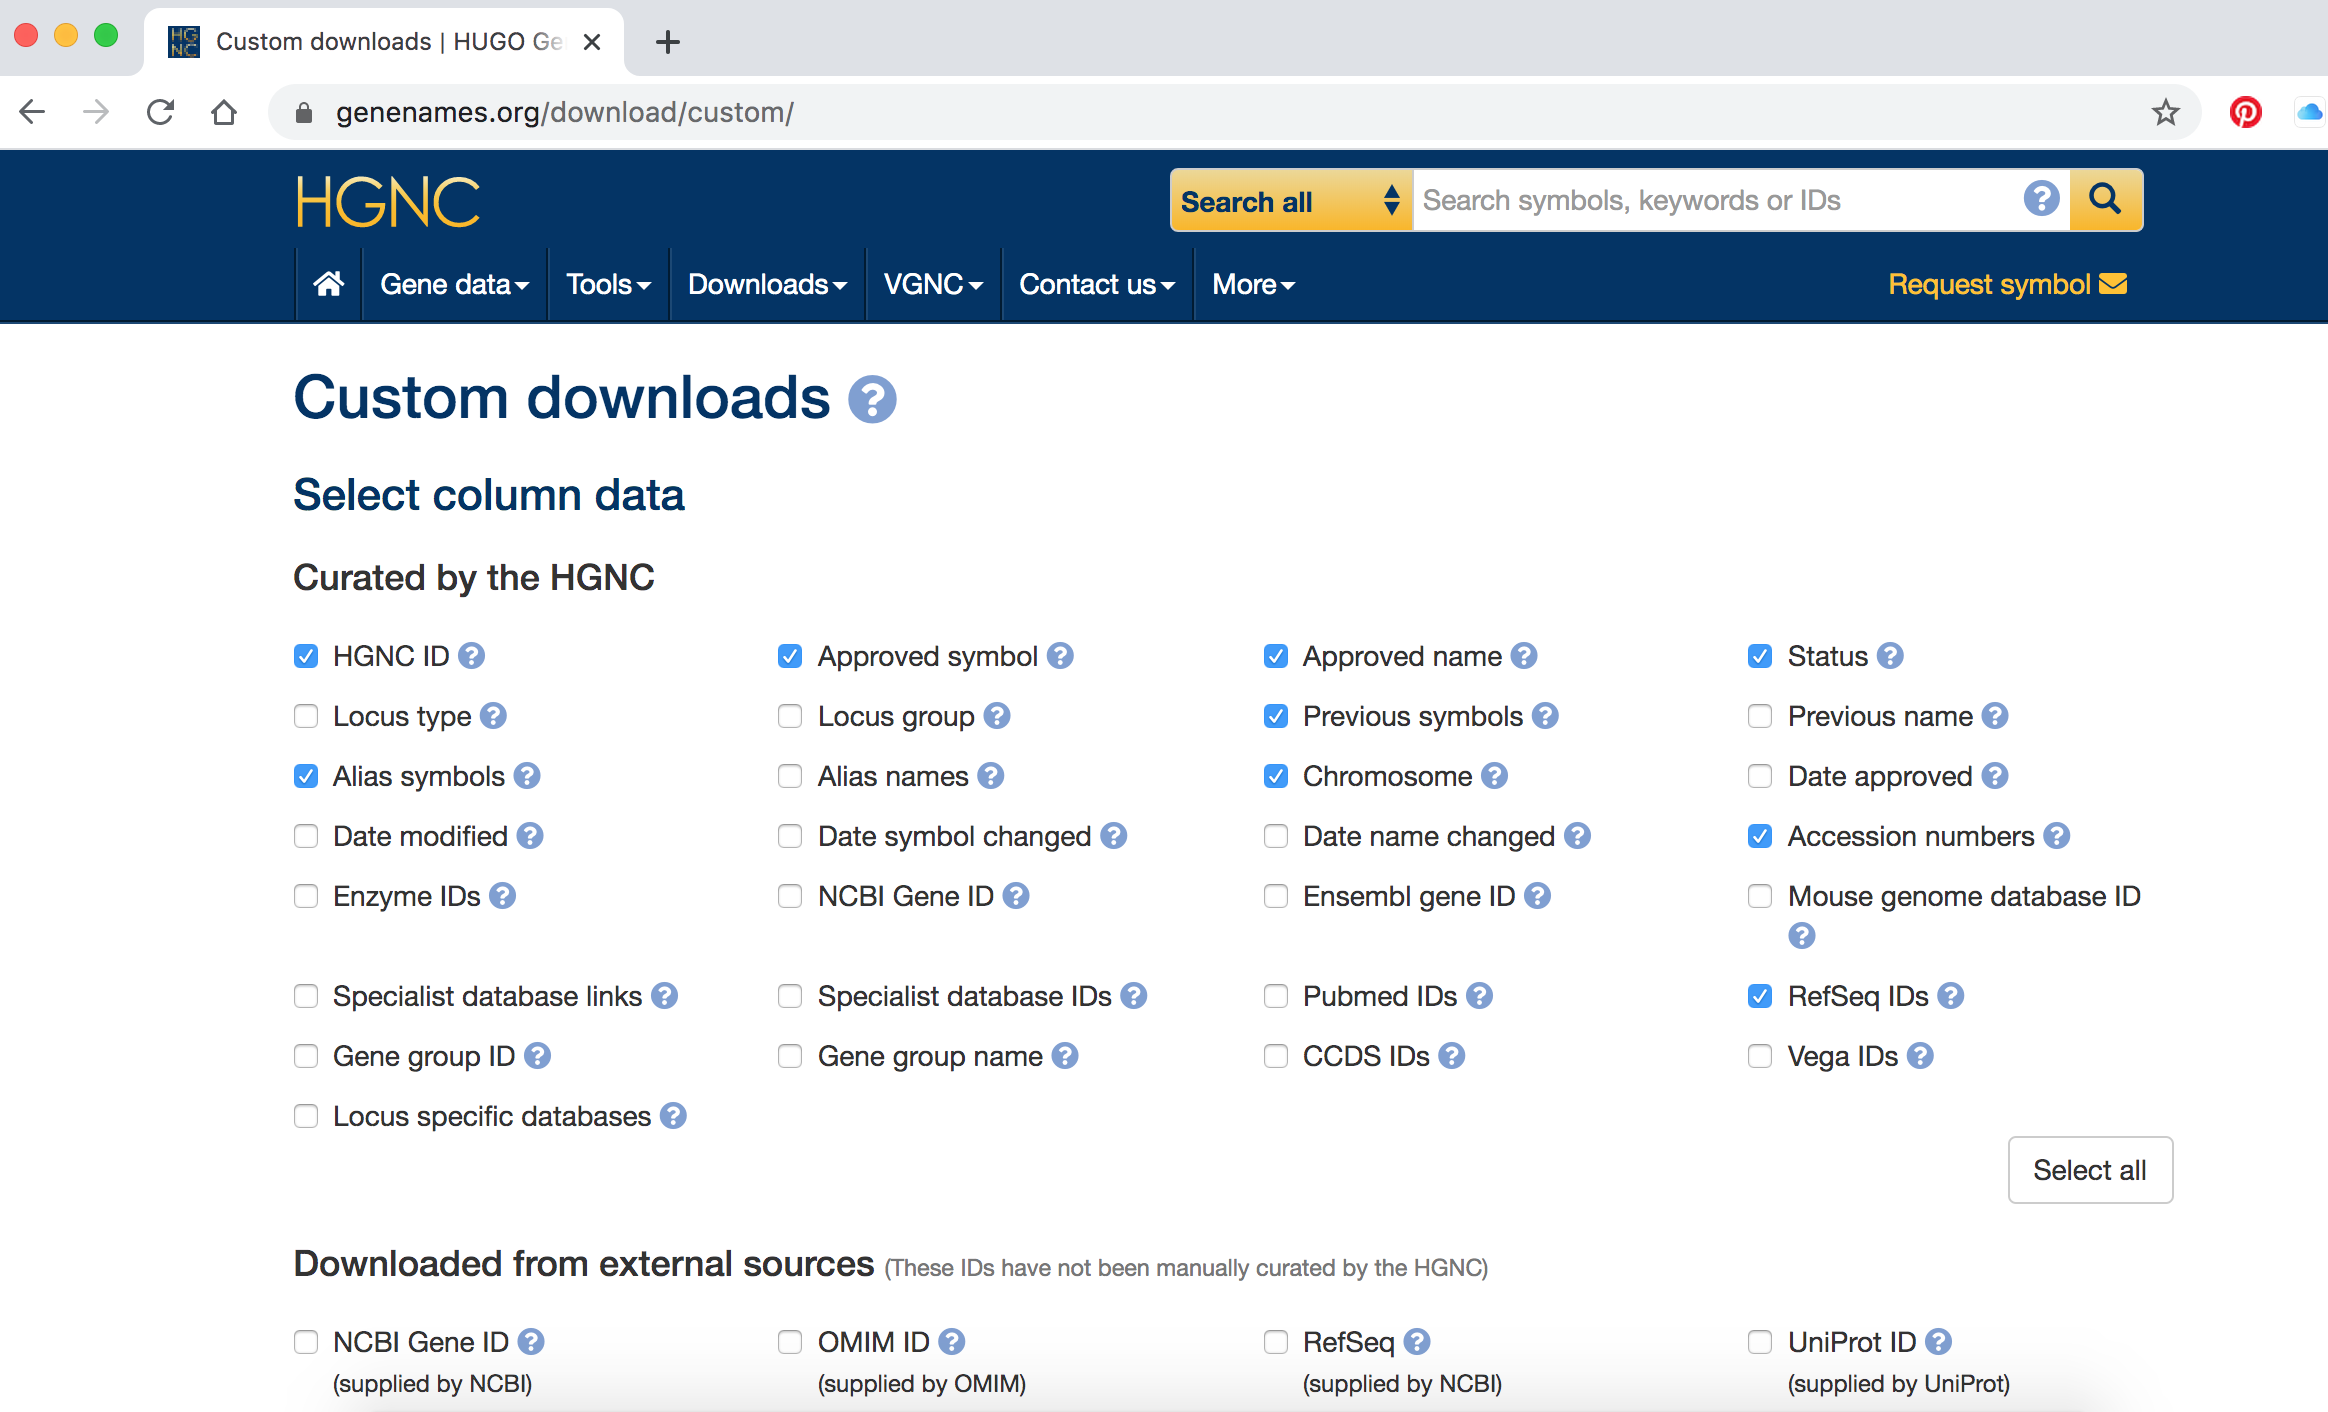 HG
NC
Custom downloads | HUGO Ge
genenames.org/download/custom/
HGNC
Search all
Search symbols, keywords or IDs
Gene data
Tools
Downloads
VGNC
Contact us
More
Request symbol
Custom downloads
Select column data
Curated by the HGNC
HGNC ID
Approved symbol
Approved name
Status
Locus type
Locus group
Previous symbols
Previous name
Alias symbols
Alias names
Chromosome
Date approved
Date modified
Date symbol changed
Date name changed
Accession numbers
Enzyme IDs
NCBI Gene ID
Ensembl gene ID
Mouse genome database ID
Specialist database links
Specialist database IDs
Pubmed IDs
RefSeq IDs
Gene group ID
Gene group name
CCDS IDs
Vega IDs
Locus specific databases
Select all
Downloaded from external sources (These IDs have not been manually curated by the HGNC)
NCBI Gene ID
(supplied by NCBI)
OMIM ID
(supplied by OMIM)
RefSeq
(supplied by NCBI)
UniProt ID
(supplied by UniProt)